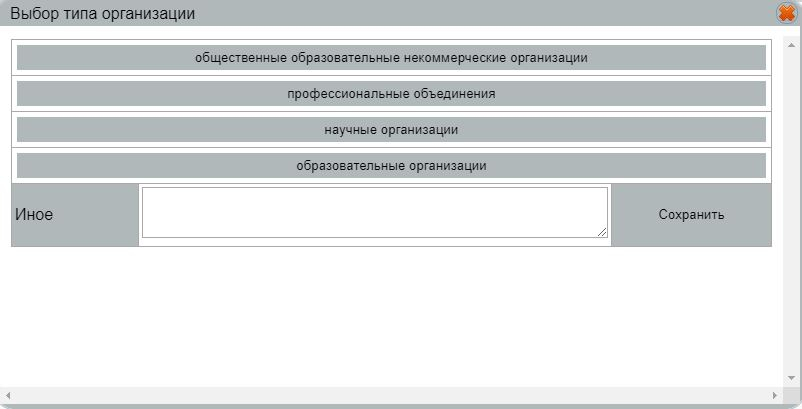 Выбор типа организации
общественные образовательные некоммерческие организации
профессиональные объединения
научные организации
образовательные организации
Иное
Сохранить